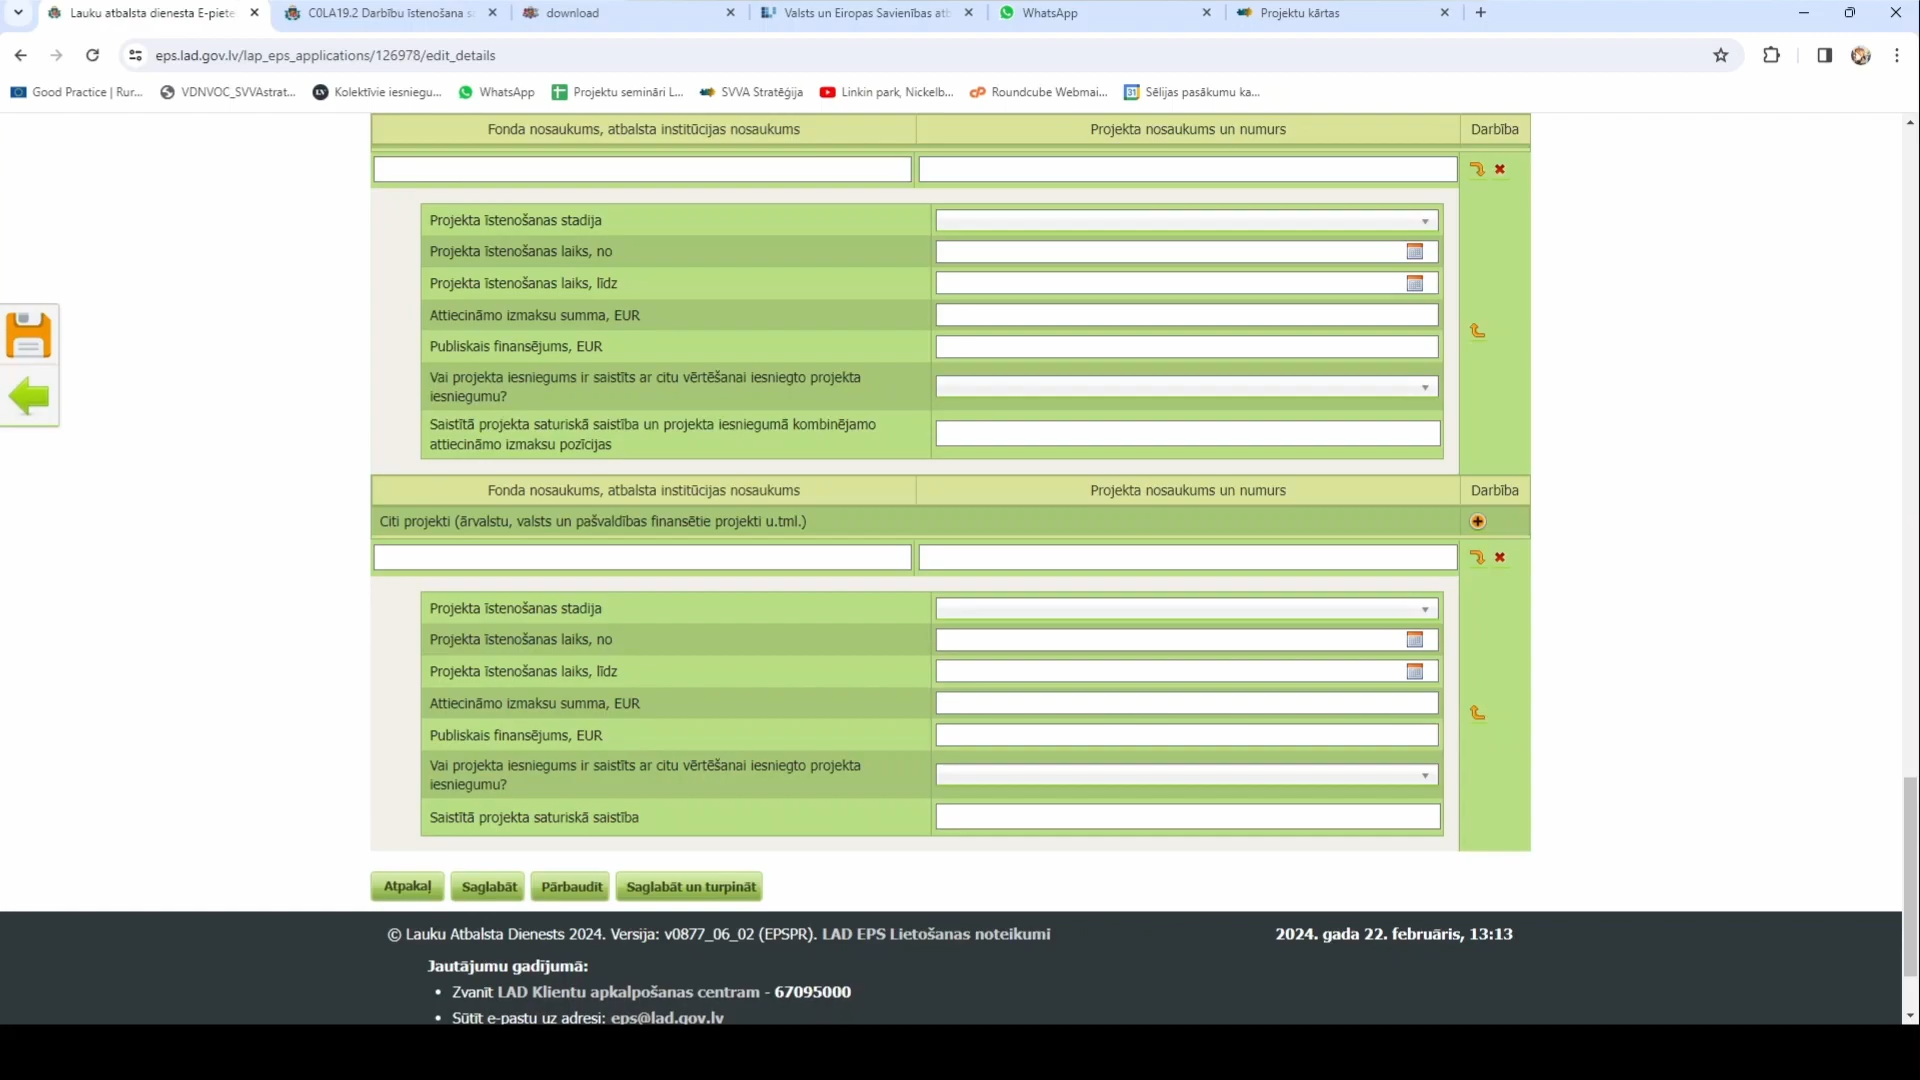 Lauku atbalsta dienesta E-piete
C0LA19.2 Darbību īstenošana sa
download
Valsts un Eiropas Savienības atb
WhatsApp
Projektu kārtas
eps.lad.gov.lv/lap_eps_applications/126978/edit_details
Good Practice | Rur...
VDNVOC_SVVAstrat...
Kolektīvie iesniegu...
WhatsApp
Projektu semināri L...
SVVA Stratēģija
Linkin park, Nickelb...
Roundcube Webmai...
Sēlijas pasākumu ka...
Fonda nosaukums, atbalsta institūcijas nosaukums
Projekta nosaukums un numurs
Darbība
Projekta īstenošanas stadija
Projekta īstenošanas laiks, no
Projekta īstenošanas laiks, līdz
Attiecināmo izmaksu summa, EUR
Publiskais finansējums, EUR
Vai projekta iesniegums ir saistīts ar citu vērtēšanai iesniegto projekta
iesniegumu?
Saistītā projekta saturiskā saistība un projekta iesniegumā kombinējamo
attiecināmo izmaksu pozīcijas
Fonda nosaukums, atbalsta institūcijas nosaukums
Projekta nosaukums un numurs
Darbība
Citi projekti (ārvalstu, valsts un pašvaldības finansētie projekti u.tml.)
Projekta īstenošanas stadija
Projekta īstenošanas laiks, no
Projekta īstenošanas laiks, līdz
Attiecināmo izmaksu summa, EUR
Publiskais finansējums, EUR
Vai projekta iesniegums ir saistīts ar citu vērtēšanai iesniegto projekta
iesniegumu?
Saistītā projekta saturiskā saistība
Atpakaļ
Saglabāt
Pārbaudīt
Saglabāt un turpināt
© Lauku Atbalsta Dienests 2024. Versija: v0877_06_02 (EPSPR). LAD EPS Lietošanas noteikumi
2024. gada 22. februāris, 13:13
Jautājumu gadījumā:
• Zvanīt LAD Klientu apkalpošanas centram - 67095000
• Sūtīt e-pastu uz adresi: eps@lad.gov.lv